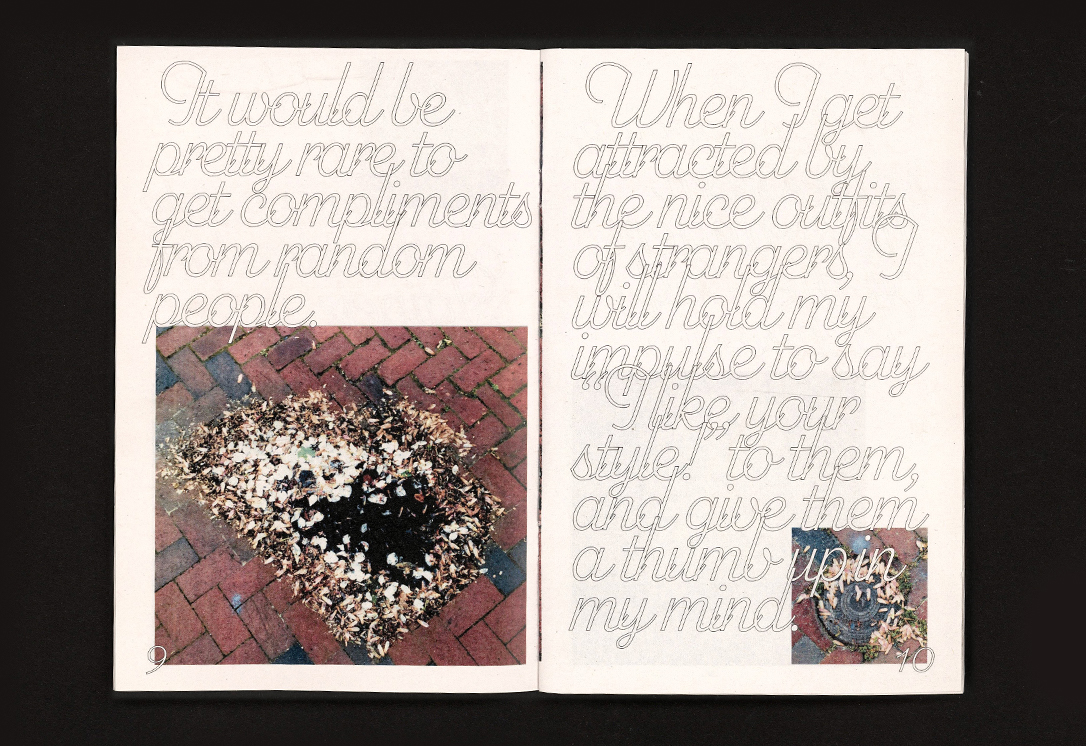 It would be
pretty rare to
get compliments
from random
people.
9
When I get
attracted by
the nice outfits
of strangers, I
will hold my
impulse to say
“I like your
style!” to them,
and give them
a thumb up in
my mind.
10